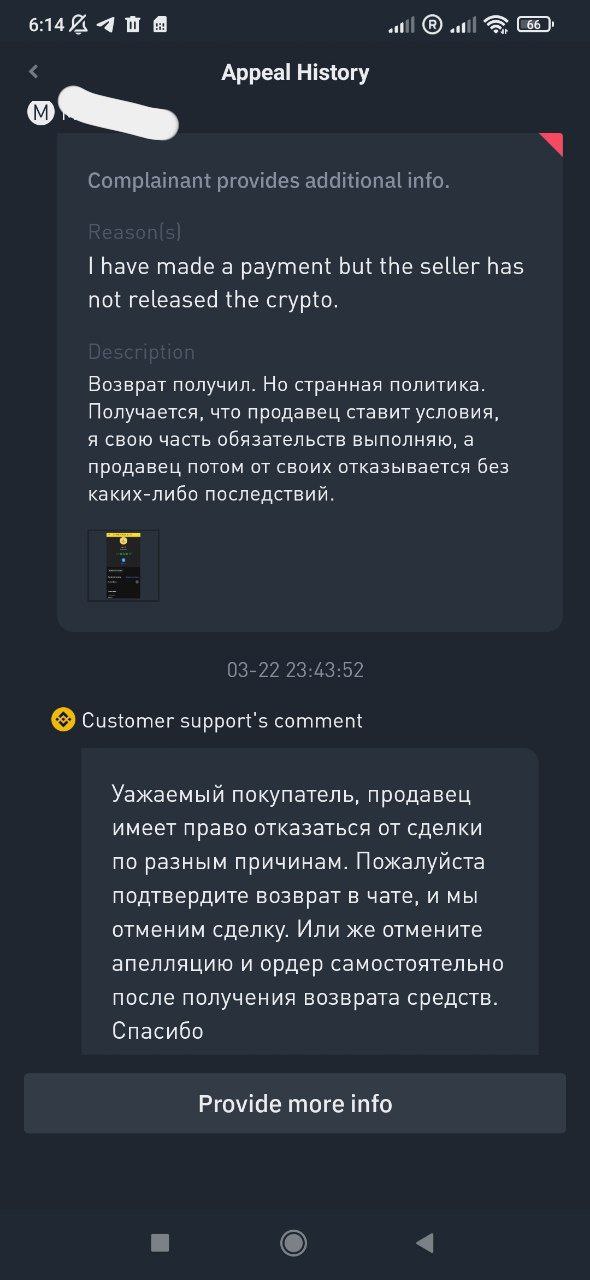 6:14
R
66
Appeal History
M
Complainant provides additional info.
Reason(s)
I have made a payment but the seller has
not released the crypto.
Description
Возврат получил. Но странная политика.
Получается, что продавец ставит условия,
я свою часть обязательств выполняю, а
продавец потом от своих отказывается без
каких-либо последствий.
03-22 23:43:52
Customer support's comment
Уажаемый покупатель, продавец
имеет право отказаться от сделки
по разным причинам. Пожалуйста
подтвердите возврат в чате, и мы
отменим сделку. Или же отмените
апелляцию и ордер самостоятельно
после получения возврата средств.
Спасибо
Provide more info